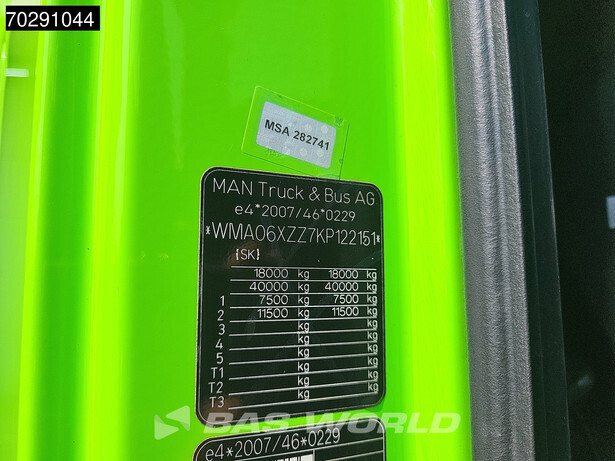 70291044
MSA 282741
MAN Truck & Bus AG
e4*2007/46*0229
*WMA06XZZ7KP122151*
{SK}
18000 kg 18000 kg
40000 kg 40000 kg
1 7500 kg 7500 kg
2 11500 kg 11500 kg
3 kg kg
4 kg kg
5 kg kg
T1 kg kg
T2 kg kg
T3 kg kg
BAS WORLD
e4*2007/46*0229